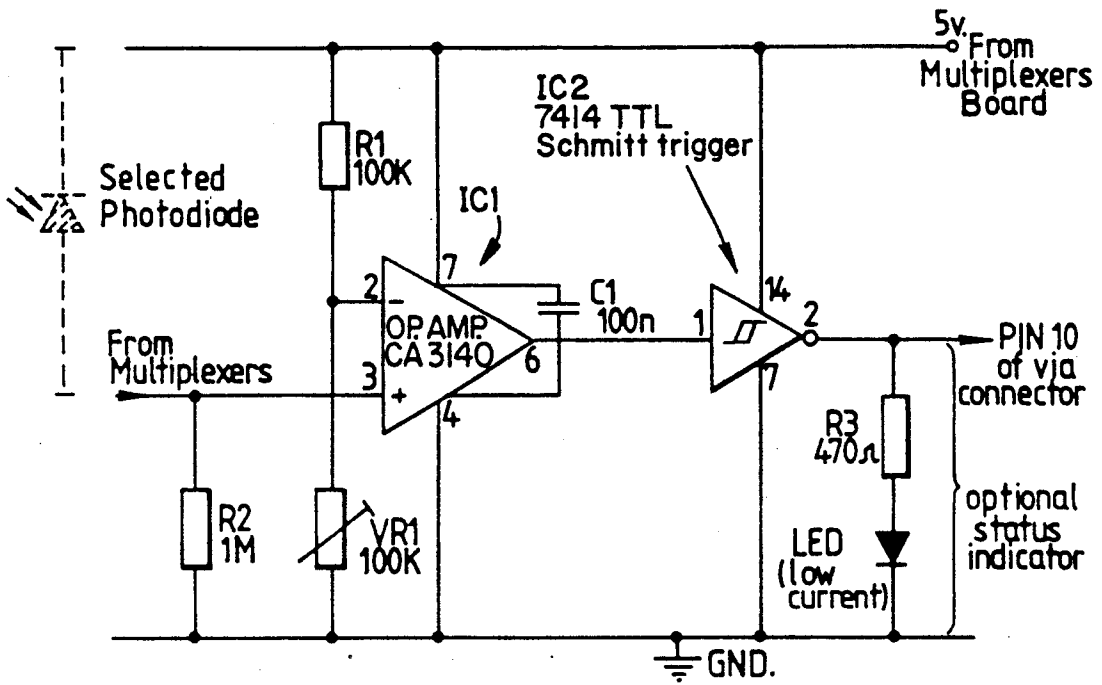 5v.
From
Multiplexers
Board
IC2
7414 TTL
Schmitt trigger
R1
100K
Selected
Photodiode
IC1
7
2
-
OP. AMP.
CA 3140
6
3
+
4
C1
100n
1
14
2
7
From
Multiplexers
PIN 10
of via
connector
R3
470Ω
R2
1M
VR1
100K
LED
(low
current)
optional
status
indicator
GND.